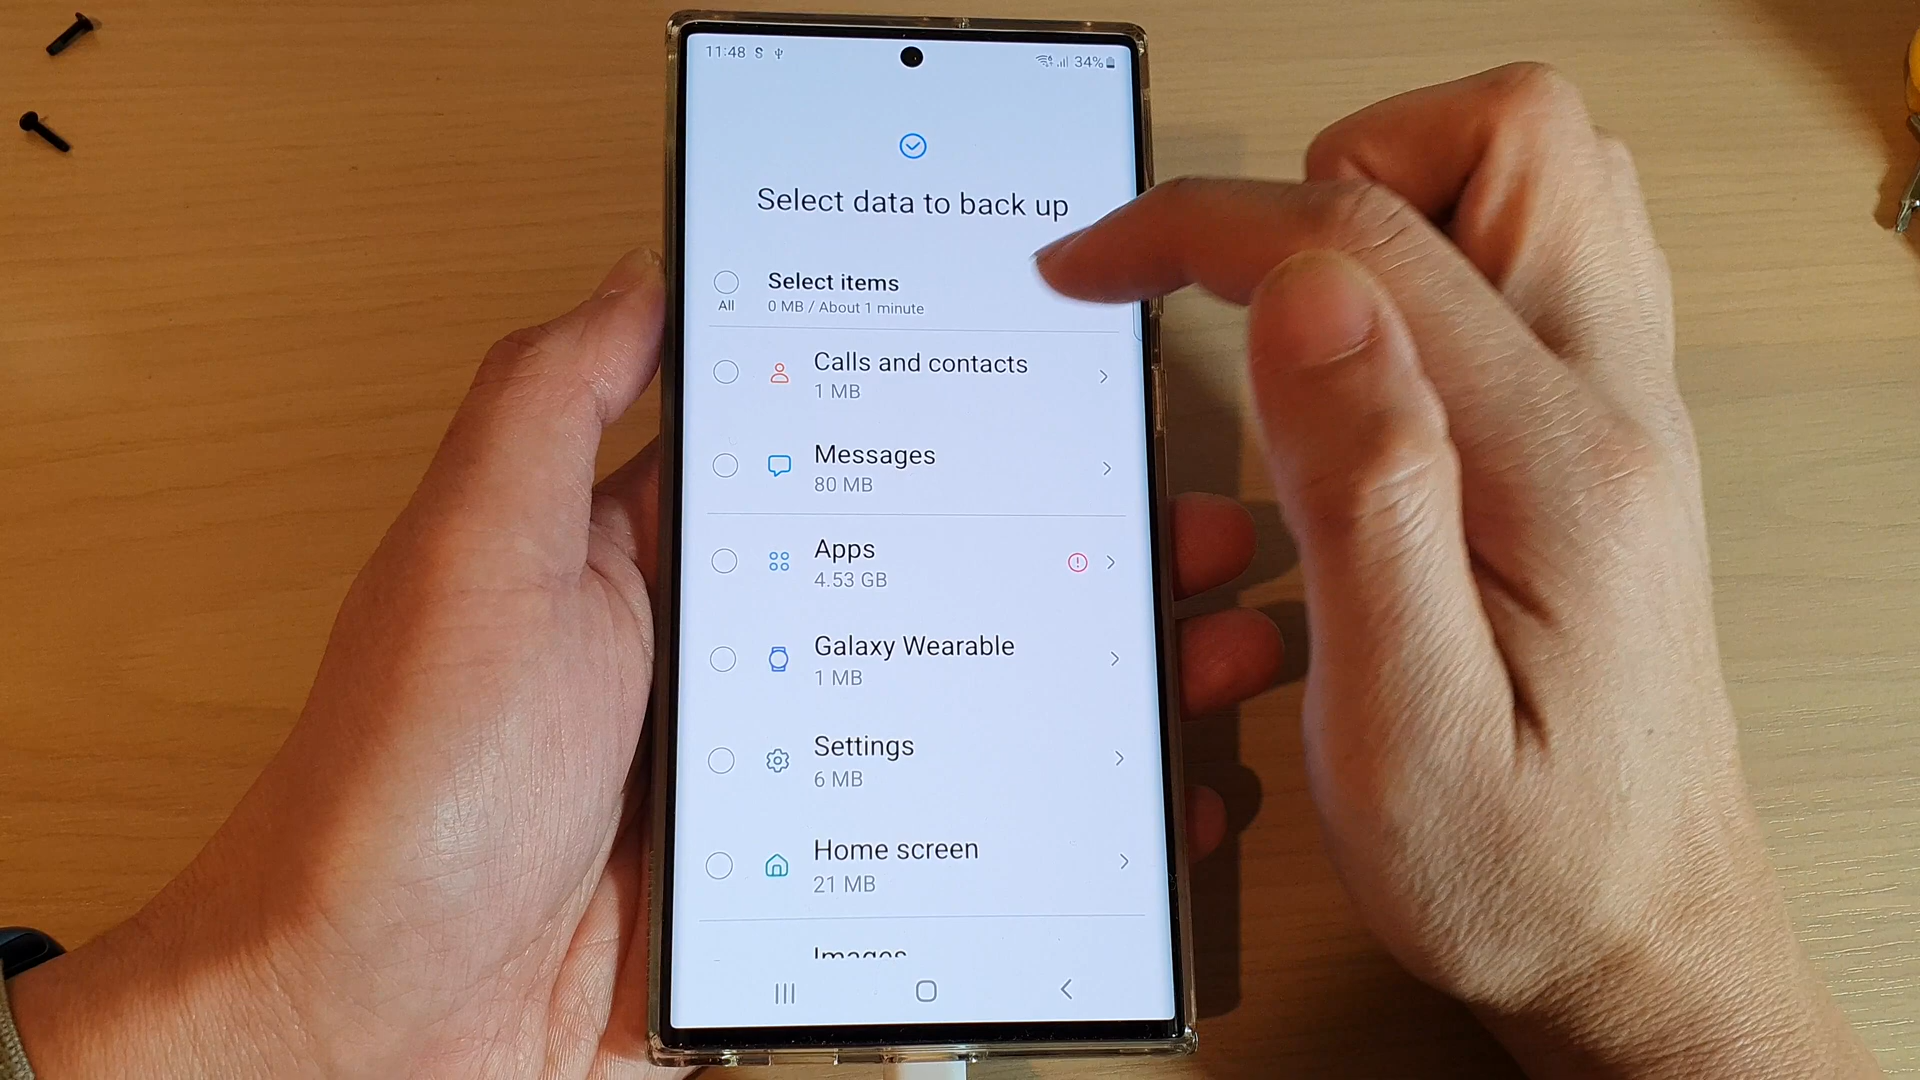 11:48 S
34%
Select data to back up
Select items
All
0 MB / About 1 minute
Calls and contacts
1 MB
Messages
80 MB
Apps
4.53 GB
Galaxy Wearable
1 MB
Settings
6 MB
Home screen
21 MB
Images